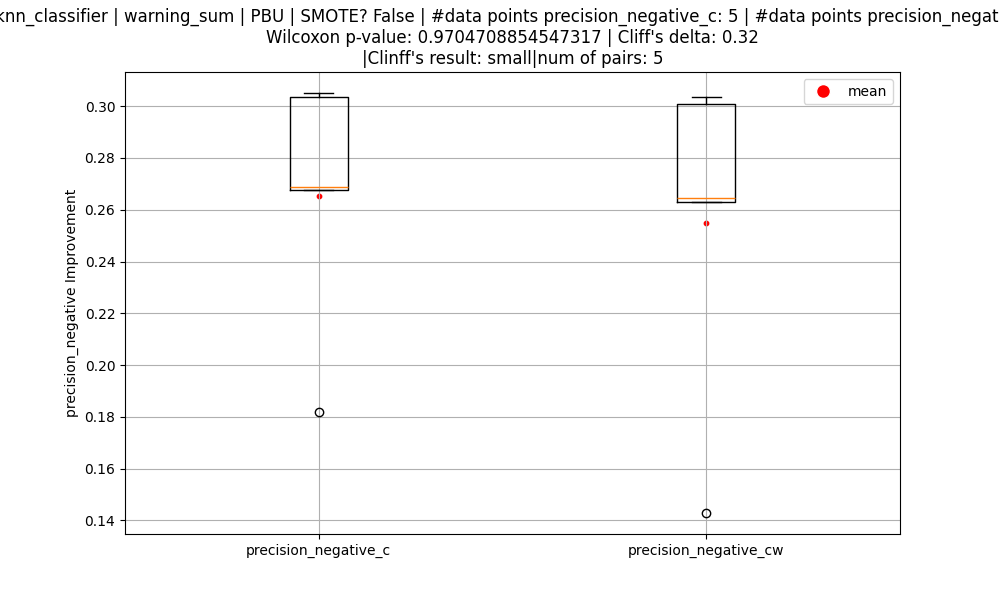 knn_classifier | warning_sum | PBU | SMOTE? False | #data points precision_negative_c: 5 | #data points
Wilcoxon p-value: 0.9704708854547317 | Cliff's delta: 0.32
|Clinff's result: small|num of pairs: 5
mean
0.30
0.28
0.26
0.24
0.22
0.20
0.18
0.16
0.14
precision_negative Improvement
precision_negative_c
precision_negative_cw